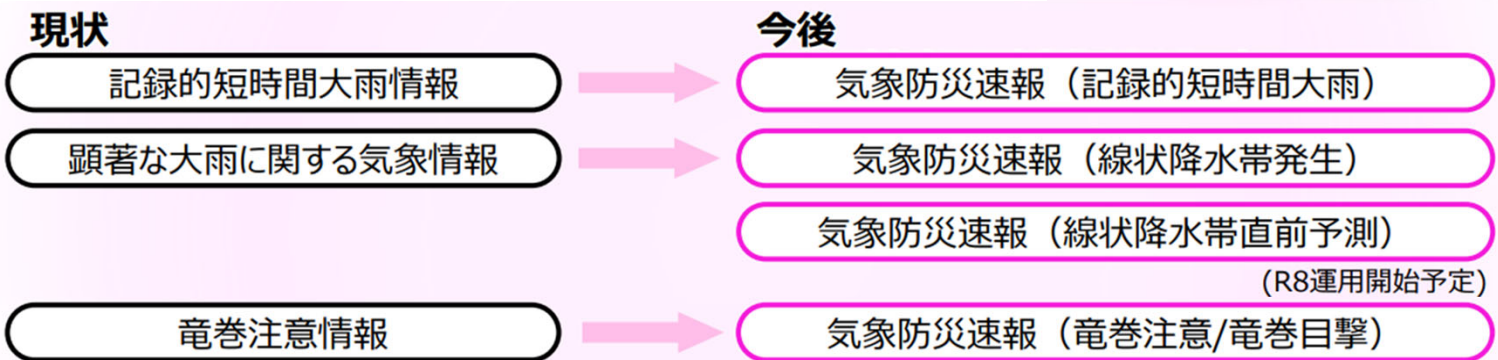 現状
今後
記録的短時間大雨情報
気象防災速報（記録的短時間大雨）
顕著な大雨に関する気象情報
気象防災速報（線状降水帯発生）
気象防災速報（線状降水帯直前予測）
(R8運用開始予定)
竜巻注意情報
気象防災速報（竜巻注意/竜巻目撃）